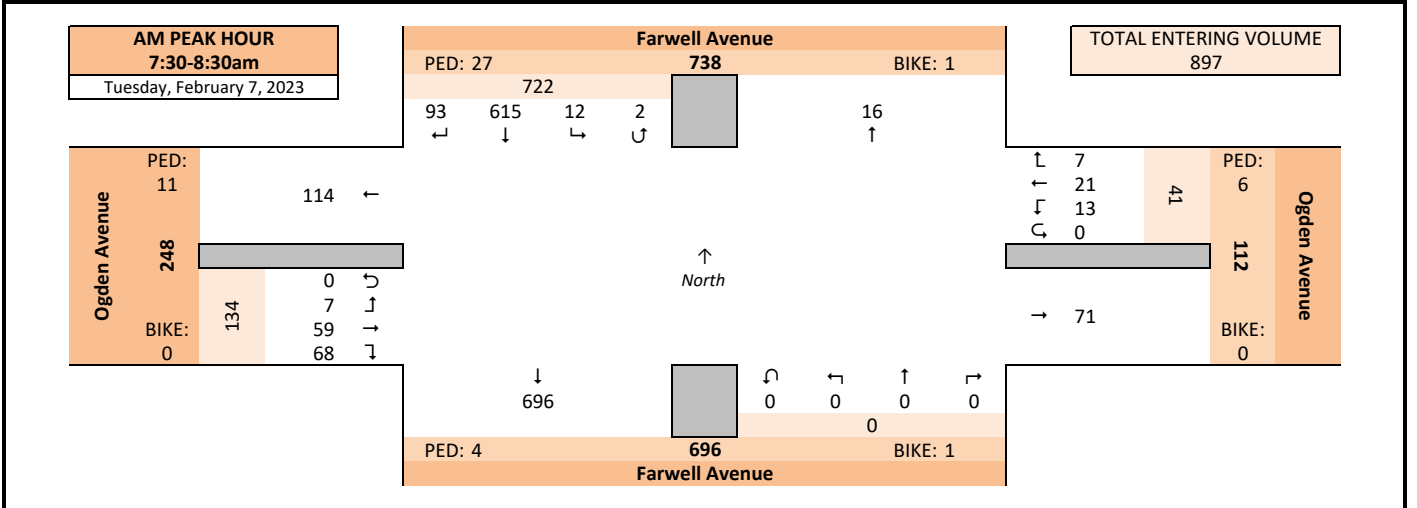 AM PEAK HOUR
7:30-8:30am
Tuesday, February 7, 2023
Farwell Avenue
PED: 27 738 BIKE: 1
722
93 615 12 2
↵ ↓ ↳ ↺
16
↑
TOTAL ENTERING VOLUME
897
Ogden Avenue
PED:
11
248
BIKE:
0
114 ←
134
0 ⮌
7 ↰
59 →
68 ↴
↑
North
↱ 7
← 21
↲ 13
⮎ 0
41
→ 71
PED:
6
112
BIKE:
0
Ogden Avenue
↓
696
↶ ↰ ↑ ↱
0 0 0 0
0
PED: 4 696 BIKE: 1
Farwell Avenue